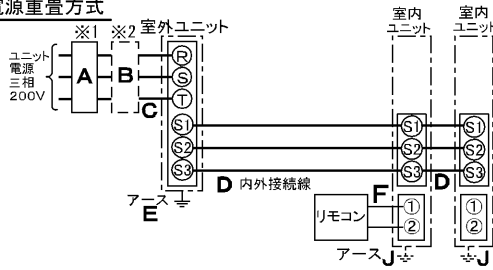 電源重畳方式
※1 ※2 室外ユニット
室内
ユニット
室内
ユニット
ユニット
電源
三相
200V
A
B
C
R
S
T
S1
S2
S3
S1
S2
S3
S1
S2
S3
D 内外接続線
D
アース
E
F
リモコン
①
②
①
②
アース J
J